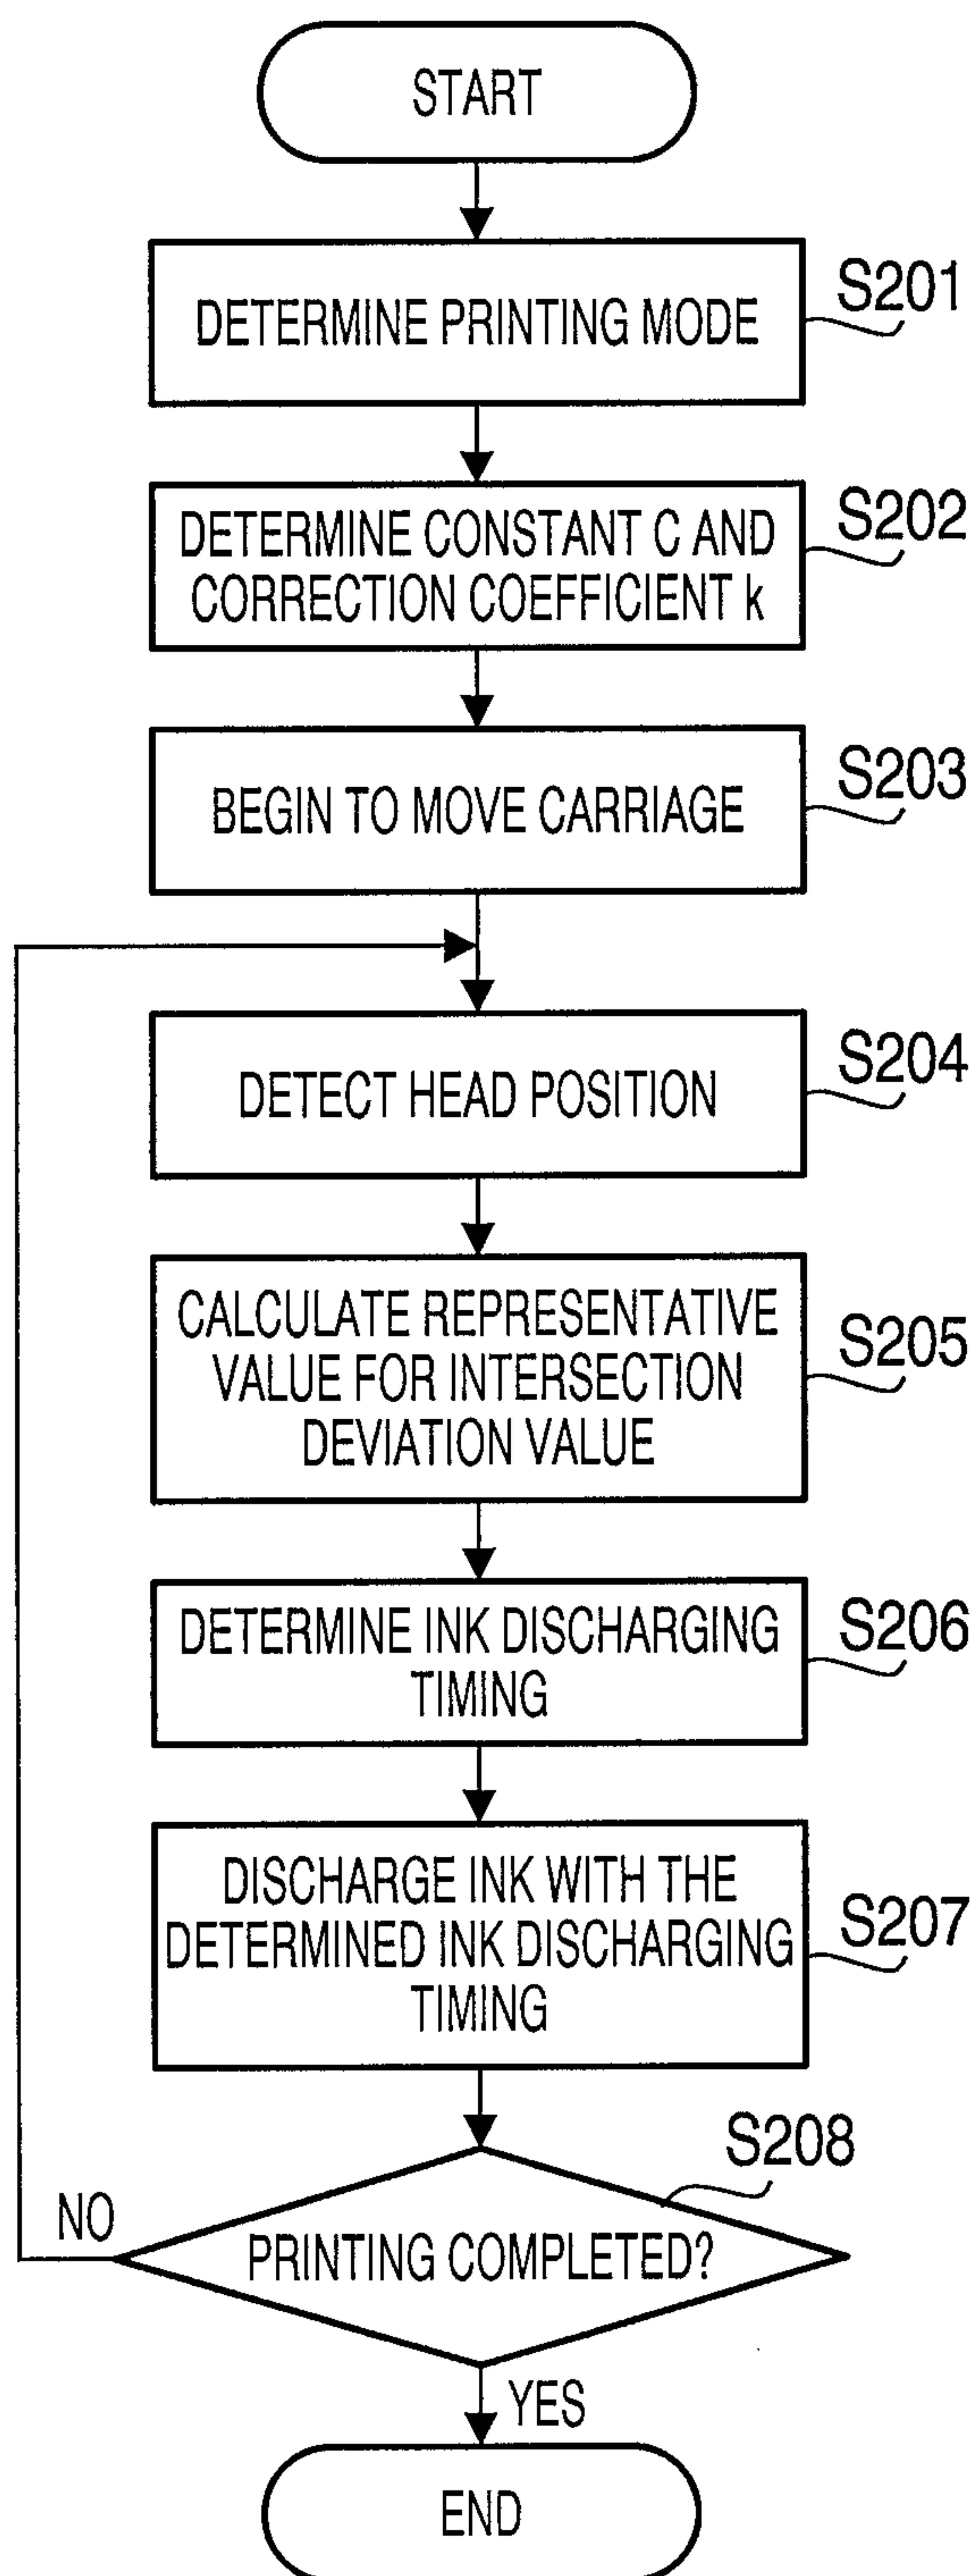 START
DETERMINE PRINTING MODE
S201
DETERMINE CONSTANT C AND
CORRECTION COEFFICIENT k
S202
BEGIN TO MOVE CARRIAGE
S203
DETECT HEAD POSITION
S204
CALCULATE REPRESENTATIVE
VALUE FOR INTERSECTION
DEVIATION VALUE
S205
DETERMINE INK DISCHARGING
TIMING
S206
DISCHARGE INK WITH THE
DETERMINED INK DISCHARGING
TIMING
S207
S208
NO
PRINTING COMPLETED?
YES
END